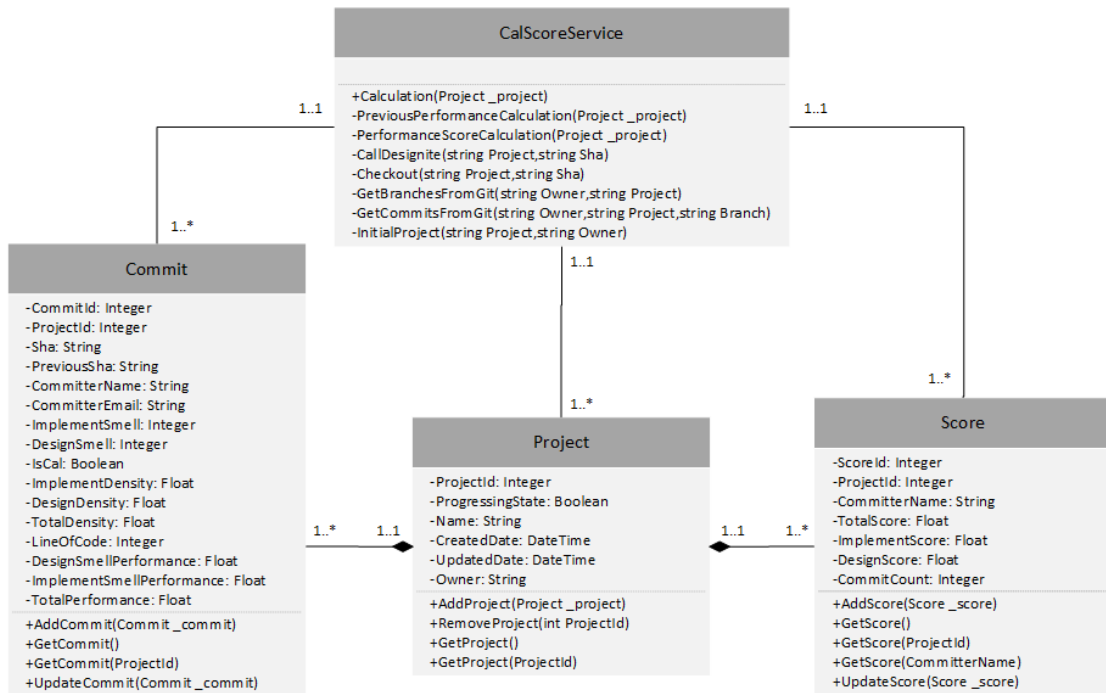 CalScoreService
+Calculation(Project _project)
-PreviousPerformanceCalculation(Project _project)
-PerformanceScoreCalculation(Project _project)
-CallDesignite(string Project,string Sha)
-Checkout(string Project,string Sha)
-GetBranchesFromGit(string Owner,string Project)
-GetCommitsFromGit(string Owner,string Project,string Branch)
-InitialProject(string Project,string Owner)
1..1
1..1
1..1
1..*
1..*
1..*
Commit
-CommitId: Integer
-ProjectId: Integer
-Sha: String
-PreviousSha: String
-CommitterName: String
-CommitterEmail: String
-ImplementSmell: Integer
-DesignSmell: Integer
-IsCal: Boolean
-ImplementDensity: Float
-DesignDensity: Float
-TotalDensity: Float
-LineOfCode: Integer
-DesignSmellPerformance: Float
-ImplementSmellPerformance: Float
-TotalPerformance: Float
+AddCommit(Commit _commit)
+GetCommit()
+GetCommit(ProjectId)
+UpdateCommit(Commit _commit)
1..*
1..1
Project
-ProjectId: Integer
-ProgressingState: Boolean
-Name: String
-CreatedDate: DateTime
-UpdatedDate: DateTime
-Owner: String
+AddProject(Project _project)
+RemoveProject(int ProjectId)
+GetProject()
+GetProject(ProjectId)
1..1
1..*
Score
-ScoreId: Integer
-ProjectId: Integer
-CommitterName: String
-TotalScore: Float
-ImplementScore: Float
-DesignScore: Float
-CommitCount: Integer
+AddScore(Score _score)
+GetScore()
+GetScore(ProjectId)
+GetScore(CommitterName)
+UpdateScore(Score _score)